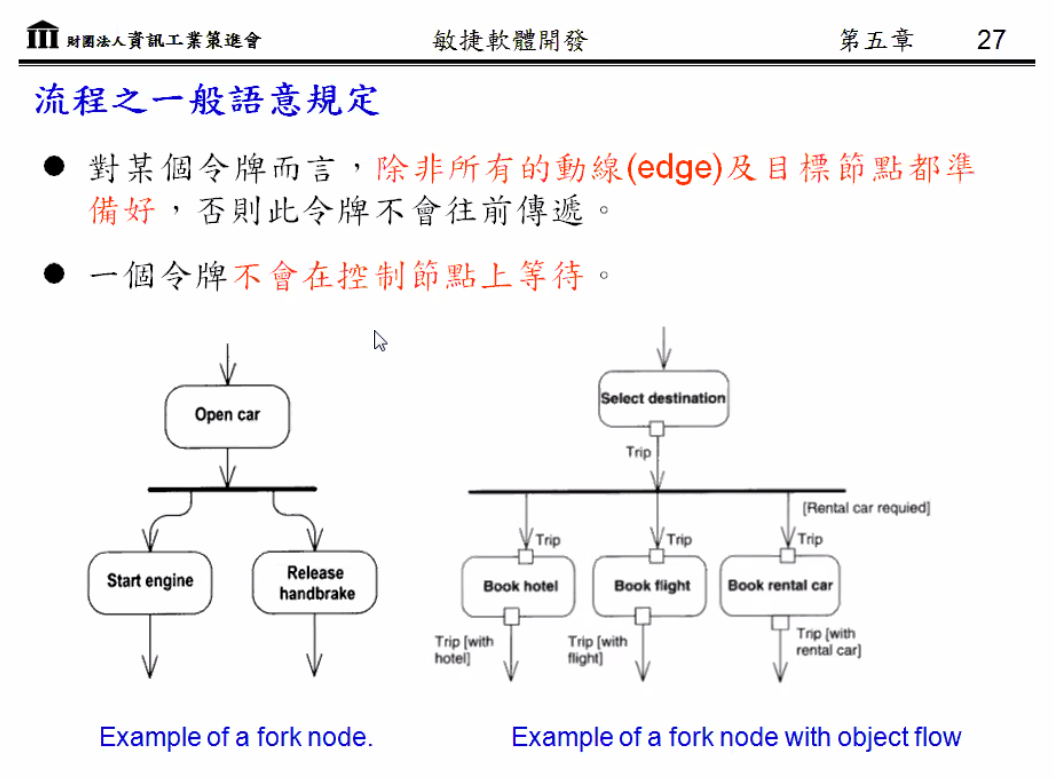 財團法人資訊工業策進會 敏捷軟體開發 第五章 27
流程之一般語意規定
● 對某個令牌而言，除非所有的動線(edge)及目標節點都準
備好，否則此令牌不會往前傳遞。
● 一個令牌不會在控制節點上等待。
Open car
Start engine
Release
handbrake
Example of a fork node.
Select destination
Trip
[Rental car requied]
Trip Trip Trip
Book hotel Book flight Book rental car
Trip [with
hotel]
Trip [with
flight]
Trip [with
rental car]
Example of a fork node with object flow